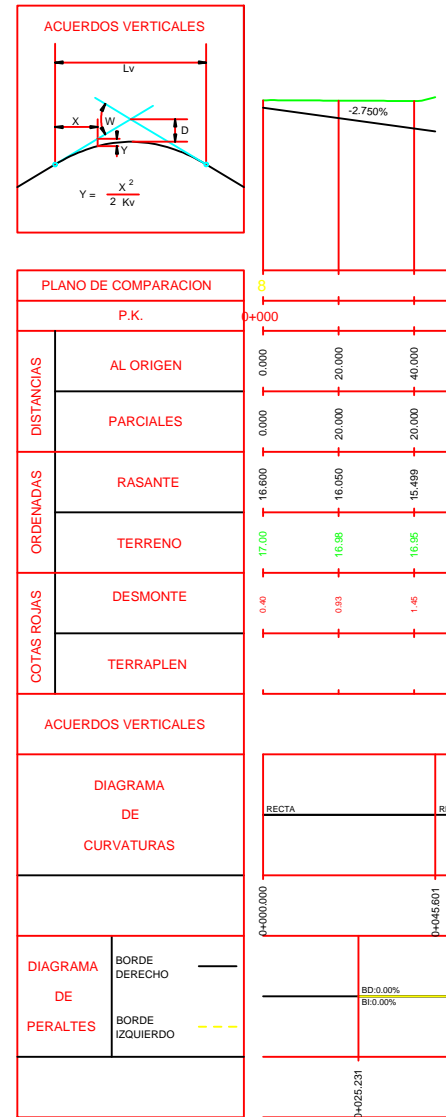 ACUERDOS VERTICALES
Lv
X
W
D
Y
Y = X 2
2 Kv
-2.750%
PLANO DE COMPARACION
8
P.K.
0+000
DISTANCIAS
AL ORIGEN
0.000
20.000
40.000
PARCIALES
0.000
20.000
20.000
ORDENADAS
RASANTE
16.600
16.050
15.499
TERRENO
17.00
16.98
16.95
COTAS ROJAS
DESMONTE
0.40
0.93
1.45
TERRAPLEN
ACUERDOS VERTICALES
DIAGRAMA
DE
CURVATURAS
RECTA
0+000.000
0+045.601
DIAGRAMA
DE
PERALTES
BORDE
DERECHO
BORDE
IZQUIERDO
BD:0.00%
BI:0.00%
0+025.231